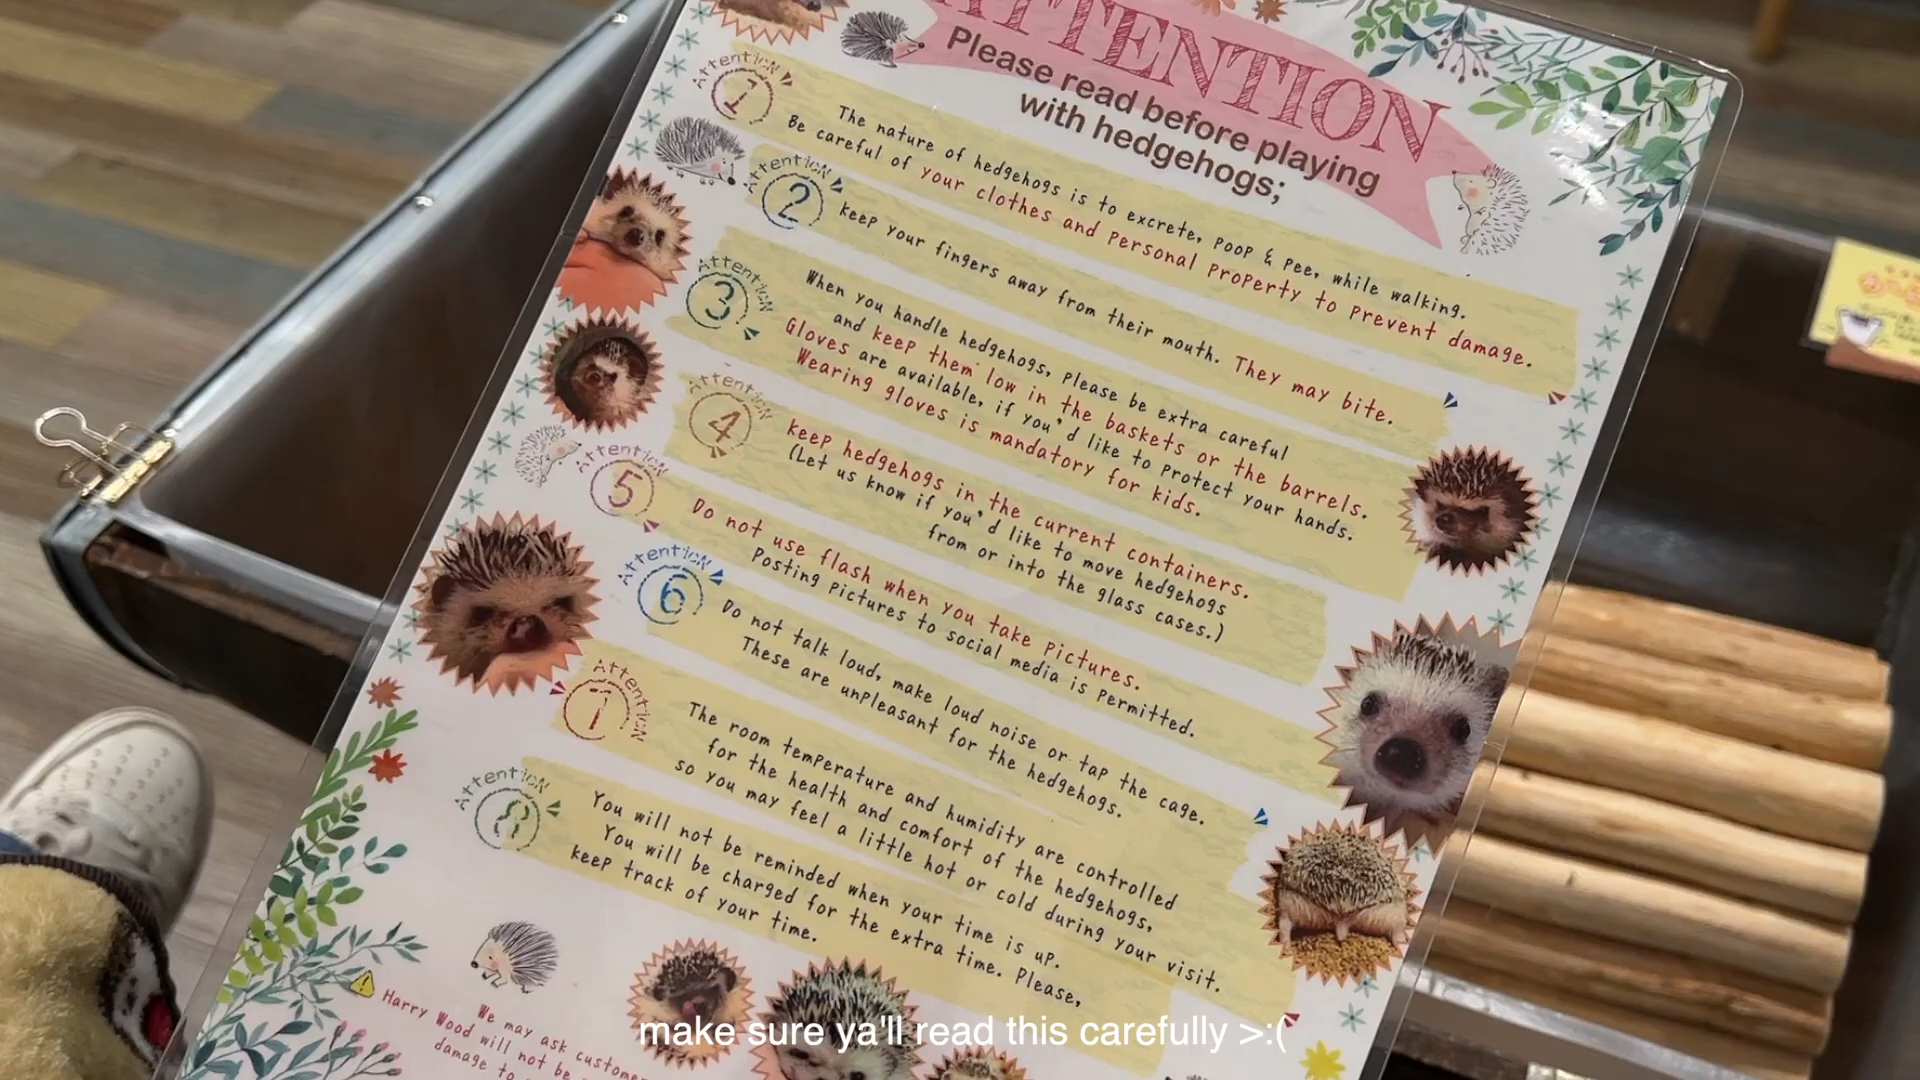 ATTENTION
Please read before playing
with hedgehogs;
Attention 1
The nature of hedgehogs is to excrete, poop & pee, while walking.
Be careful of your clothes and personal property to prevent damage.
Attention 2
keep your fingers away from their mouth. They may bite.
Attention 3
When you handle hedgehogs, please be extra careful
and keep them low in the baskets or the barrels.
Gloves are available, if you'd like to protect your hands.
Wearing gloves is mandatory for kids.
Attention 4
keep hedgehogs in the current containers.
(Let us know if you'd like to move hedgehogs
from or into the glass cases.)
Attention 5
Do not use flash when you take pictures.
Posting pictures to social media is permitted.
Attention 6
Do not talk loud, make loud noise or tap the cage.
These are unpleasant for the hedgehogs.
Attention 7
The room temperature and humidity are controlled
for the health and comfort of the hedgehogs,
so you may feel a little hot or cold during your visit.
Attention 8
You will not be reminded when your time is up.
You will be charged for the extra time. Please,
keep track of your time.
We may ask customer
Harry Wood will not be
damage to
make sure ya'll read this carefully >:(